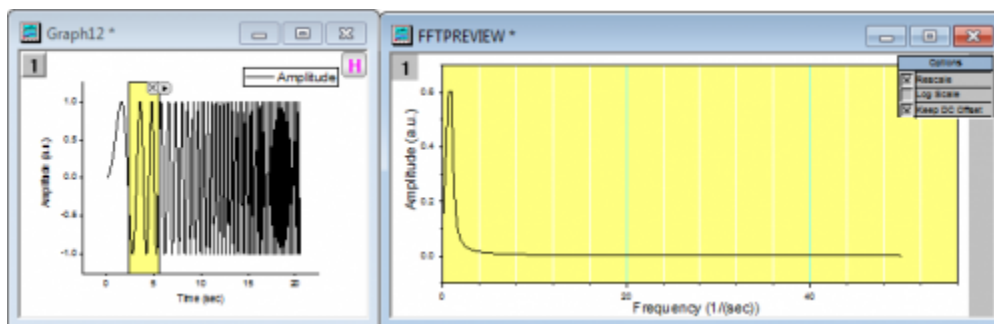 Graph12 *
1
H
Amplitude
1.0
0.5
0.0
-0.5
-1.0
Amplitude (a.u.)
0 5 10 15 20
Time (sec)
FFTPREVIEW *
1
Options
Rescale
Log Scale
Keep DC Offset
0.6
0.4
0.2
0.0
Amplitude (a.u.)
0 20 40
Frequency (1/(sec))